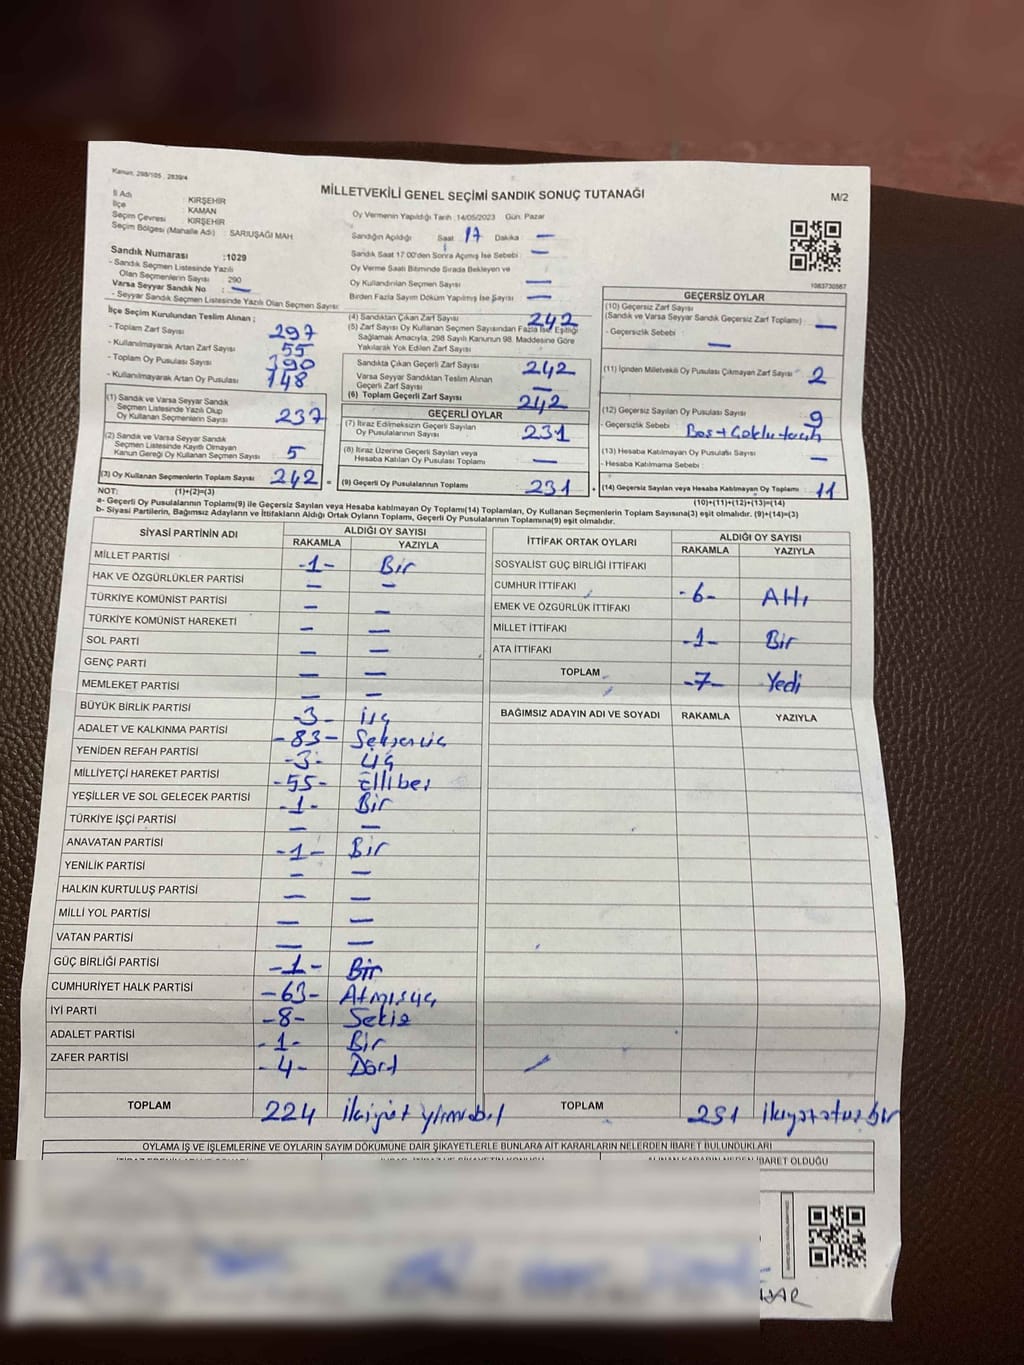 Kanun, 298/105 , 2839/4
MİLLETVEKİLİ GENEL SEÇİMİ SANDIK SONUÇ TUTANAĞI
M/2
İl Adı : KIRŞEHİR
İlçe : KAMAN
Seçim Çevresi : KIRŞEHİR
Seçim Bölgesi (Mahalle Adı) : SARIUŞAĞI MAH.
Oy Vermenin Yapıldığı Tarih :14/05/2023 Gün: Pazar
Sandığın Açıldığı Saat 17 Dakika —
Sandık Saat 17:00'den Sonra Açmış İse Sebebi : —
Oy Verme Saati Bitiminde Sırada Bekleyen ve
Oy Kullandırılan Seçmen Sayısı —
Birden Fazla Sayım Döküm Yapılmış İse Sayısı —
Sandık Numarası :1029
- Sandık Seçmen Listesinde Yazılı
Olan Seçmenlerin Sayısı : 290
Varsa Seyyar Sandık No : —
- Seyyar Sandık Seçmen Listesinde Yazılı Olan Seçmen Sayısı:
1083730567
İlçe Seçim Kurulundan Teslim Alınan ;
- Toplam Zarf Sayısı : 297
- Kullanılmayarak Artan Zarf Sayısı : 55
- Toplam Oy Pusulası Sayısı : 390
- Kullanılmayarak Artan Oy Pusulası : 148
(1) Sandık ve Varsa Seyyar Sandık
Seçmen Listesinde Yazılı Olup
Oy Kullanan Seçmenlerin Sayısı 237
(2) Sandık ve Varsa Seyyar Sandık
Seçmen Listesinde Kayıtlı Olmayan
Kanun Gereği Oy Kullanan Seçmen Sayısı 5
(3) Oy Kullanan Seçmenlerin Toplam Sayısı 242
(1)+(2)=(3)
(4) Sandıktan Çıkan Zarf Sayısı 242
(5) Zarf Sayısı Oy Kullanan Seçmen Sayısından Fazla İse, Eşitliği
Sağlamak Amacıyla, 298 Sayılı Kanunun 98. Maddesine Göre
Yakılarak Yok Edilen Zarf Sayısı
Sandıkta Çıkan Geçerli Zarf Sayısı 242
Varsa Seyyar Sandıktan Teslim Alınan
Geçerli Zarf Sayısı —
(6) Toplam Geçerli Zarf Sayısı 242
GEÇERLİ OYLAR
(7) İtiraz Edilmeksizin Geçerli Sayılan
Oy Pusulalarının Sayısı 231
(8) İtiraz Üzerine Geçerli Sayılan veya
Hesaba Katılan Oy Pusulası Toplamı —
= (9) Geçerli Oy Pusulalarının Toplamı 231 +
GEÇERSİZ OYLAR
(10) Geçersiz Zarf Sayısı
(Sandık ve Varsa Seyyar Sandık Geçersiz Zarf Toplamı) —
- Geçersizlik Sebebi : —
(11) İçinden Milletvekili Oy Pusulası Çıkmayan Zarf Sayısı 2
(12) Geçersiz Sayılan Oy Pusulası Sayısı 9
- Geçersizlik Sebebi : Boş+Çoklu tercih
(13) Hesaba Katılmayan Oy Pusulası Sayısı —
- Hesaba Katılmama Sebebi :
(14) Geçersiz Sayılan veya Hesaba Katılmayan Oy Toplamı 11
(10)+(11)+(12)+(13)=(14)
NOT:
a- Geçerli Oy Pusulalarının Toplamı(9) ile Geçersiz Sayılan veya Hesaba Katılmayan Oy Toplamı(14) Toplamları, Oy Kullanan Seçmenlerin Toplam Sayısına(3) eşit olmalıdır. (9)+(14)=(3)
b- Siyasi Partilerin, Bağımsız Adayların ve İttifakların Aldığı Ortak Oyların Toplamı, Geçerli Oy Pusulalarının Toplamına(9) eşit olmalıdır.
SİYASİ PARTİNİN ADI ALDIĞI OY SAYISI
RAKAMLA YAZIYLA
MİLLET PARTİSİ -1- Bir
HAK VE ÖZGÜRLÜKLER PARTİSİ — —
TÜRKİYE KOMÜNİST PARTİSİ — —
TÜRKİYE KOMÜNİST HAREKETİ — —
SOL PARTİ — —
GENÇ PARTİ — —
MEMLEKET PARTİSİ — —
BÜYÜK BİRLİK PARTİSİ -3- üç
ADALET VE KALKINMA PARTİSİ -83- Seksenüç
YENİDEN REFAH PARTİSİ -3- üç
MİLLİYETÇİ HAREKET PARTİSİ -55- Ellibeş
YEŞİLLER VE SOL GELECEK PARTİSİ -1- Bir
TÜRKİYE İŞÇİ PARTİSİ — —
ANAVATAN PARTİSİ -1- Bir
YENİLİK PARTİSİ — —
HALKIN KURTULUŞ PARTİSİ — —
MİLLİ YOL PARTİSİ — —
VATAN PARTİSİ — —
GÜÇ BİRLİĞİ PARTİSİ -1- Bir
CUMHURİYET HALK PARTİSİ -63- Atmışüç
İYİ PARTİ -8- Sekiz
ADALET PARTİSİ -1- Bir
ZAFER PARTİSİ -4- Dört
TOPLAM 224
İTTİFAK ORTAK OYLARI ALDIĞI OY SAYISI
RAKAMLA YAZIYLA
SOSYALİST GÜÇ BİRLİĞİ İTTİFAKI
CUMHUR İTTİFAKI -6- Altı
EMEK VE ÖZGÜRLÜK İTTİFAKI
MİLLET İTTİFAKI -1- Bir
ATA İTTİFAKI
TOPLAM -7- Yedi
BAĞIMSIZ ADAYIN ADI VE SOYADI RAKAMLA YAZIYLA
TOPLAM 231
OYLAMA İŞ VE İŞLEMLERİNE VE OYLARIN SAYIM DÖKÜMÜNE DAİR ŞİKAYETLERLE BUNLARA AİT KARARLARIN NELERDEN İBARET BULUNDUKLARI
ALINAN KARARIN NEDEN İBARET OLDUĞU